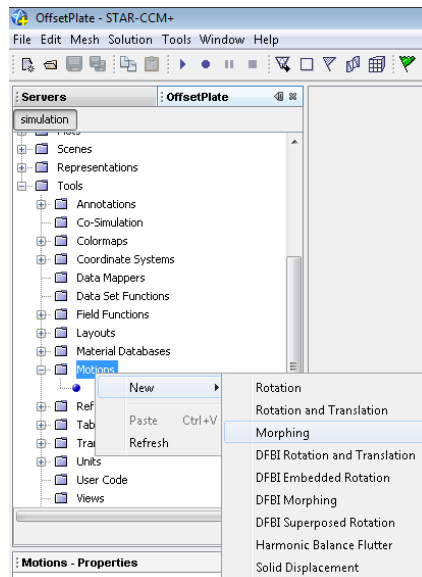 OffsetPlate - STAR-CCM+
File Edit Mesh Solution Tools Window Help
Servers
OffsetPlate
simulation
Scenes
Representations
Tools
Annotations
Co-Simulation
Colormaps
Coordinate Systems
Data Mappers
Data Set Functions
Field Functions
Layouts
Material Databases
Motions
New
Rotation
Ref
Rotation and Translation
Tab
Paste Ctrl+V
Morphing
Tra
Refresh
DFBI Rotation and Translation
Units
DFBI Embedded Rotation
User Code
DFBI Morphing
Views
DFBI Superposed Rotation
Harmonic Balance Flutter
Motions - Properties
Solid Displacement